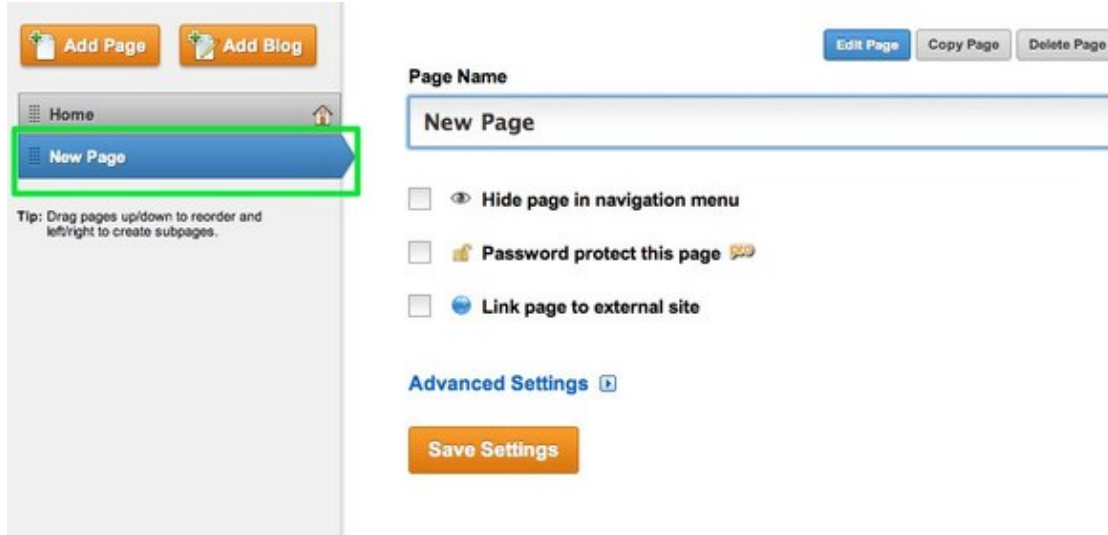 Add Page
Add Blog
Home
New Page
Tip: Drag pages up/down to reorder and
left/right to create subpages.
Edit Page
Copy Page
Delete Page
Page Name
New Page
Hide page in navigation menu
Password protect this page
Link page to external site
Advanced Settings
Save Settings